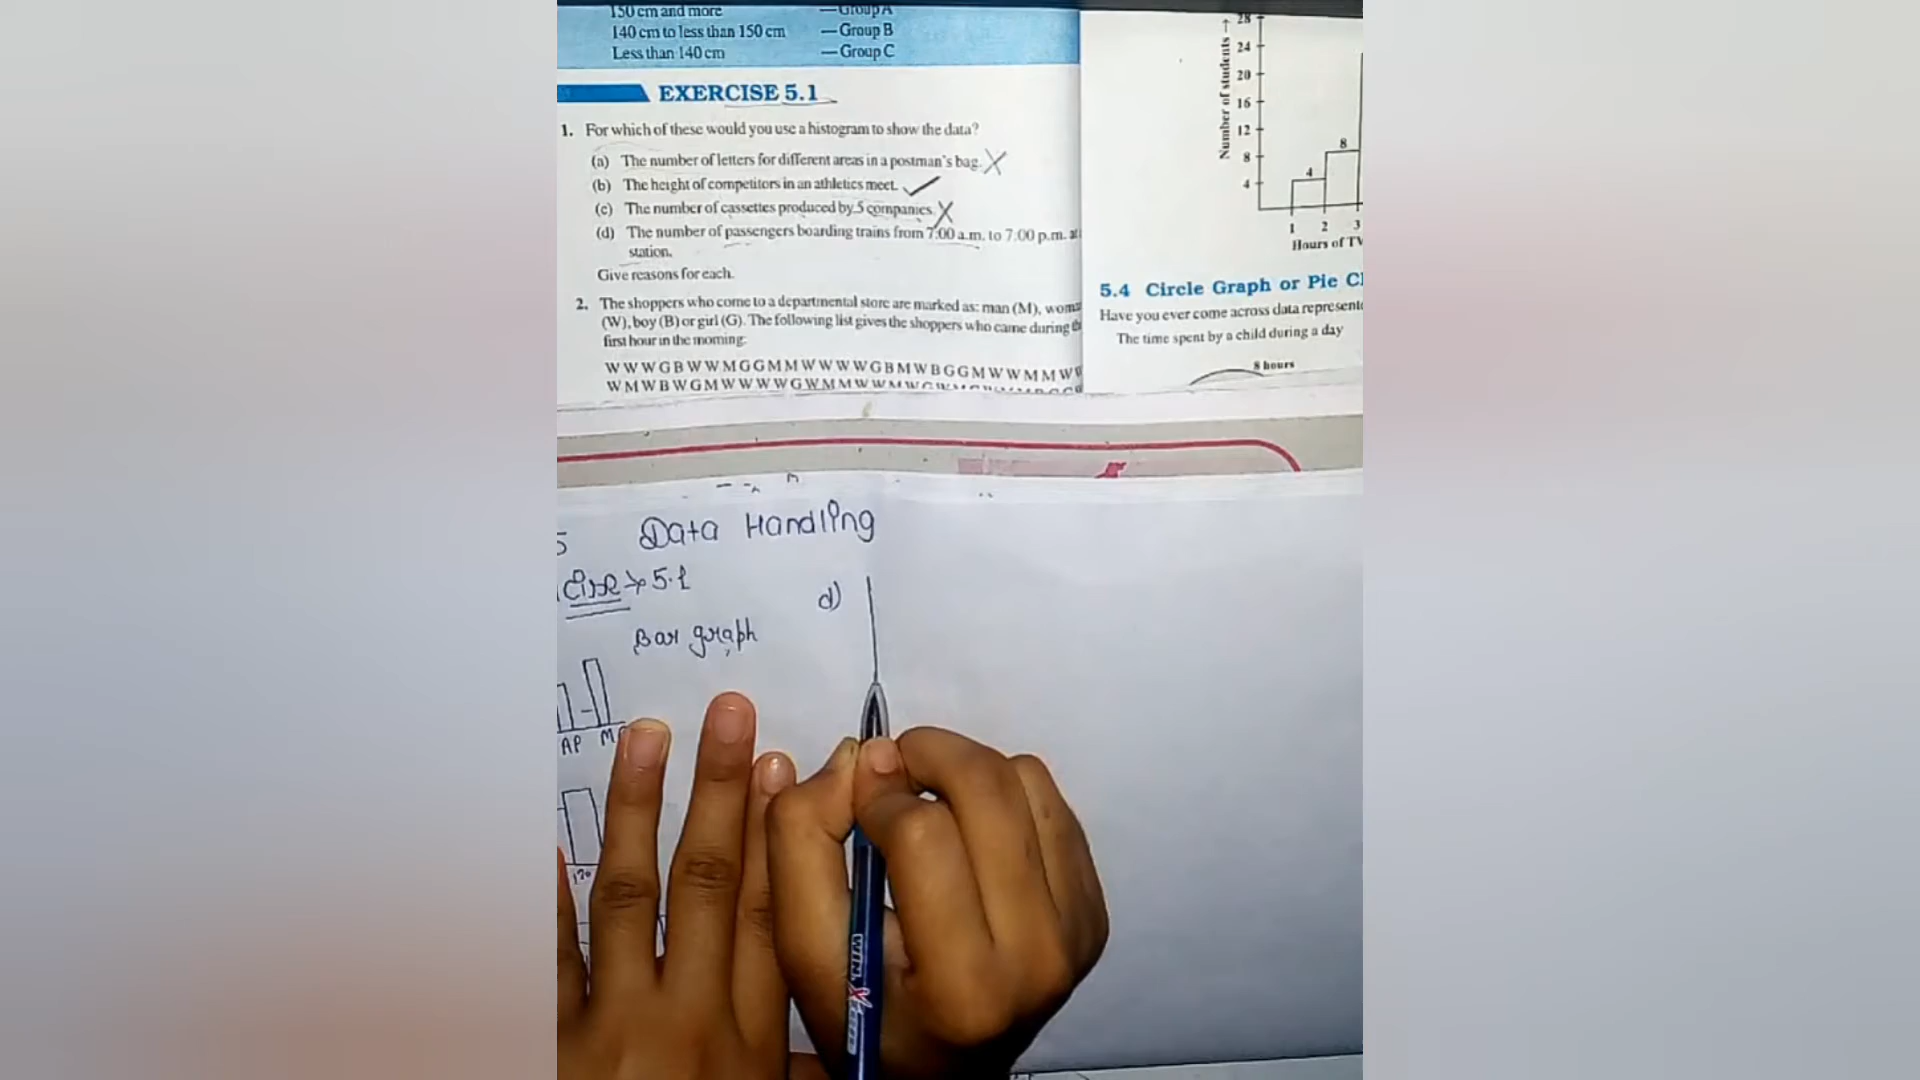 150 cm and more — Group A
140 cm to less than 150 cm — Group B
Less than 140 cm — Group C
EXERCISE 5.1
1. For which of these would you use a histogram to show the data?
(a) The number of letters for different areas in a postman's bag.
(b) The height of competitors in an athletics meet.
(c) The number of cassettes produced by 5 companies.
(d) The number of passengers boarding trains from 7:00 a.m. to 7:00 p.m. at
station.
Give reasons for each.
2. The shoppers who come to a departmental store are marked as: man (M),
(W), boy (B) or girl (G). The following list gives the shoppers who came during
first hour in the morning:
W W W G B W W M G G M M W W W W G B M W B G G M W W M M W
W M W B W G M W W W W G W M M W W M W
Number of students →
28
24
20
16
12
8
4
4
8
1 2 3
Hours of TV
5.4 Circle Graph or Pie
Have you ever come across data
The time spent by a child during a day
8 hours
5 Data Handling
5.1
Bar graph
d)
AP
120
WIN